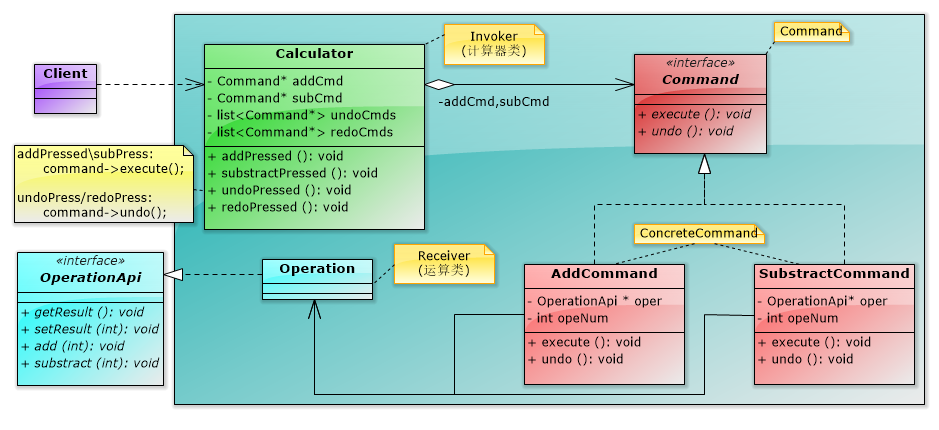 Client
Calculator
- Command* addCmd
- Command* subCmd
- list<Command*> undoCmds
- list<Command*> redoCmds
+ addPressed (): void
+ substractPressed (): void
+ undoPressed (): void
+ redoPressed (): void
Invoker
(计算器类)
-addCmd,subCmd
Command
«interface»
Command
+ execute (): void
+ undo (): void
addPressed\subPress:
command->execute();
undoPress/redoPress:
command->undo();
«interface»
OperationApi
+ getResult (): void
+ setResult (int): void
+ add (int): void
+ substract (int): void
Operation
Receiver
(运算类)
ConcreteCommand
AddCommand
- OperationApi * oper
- int opeNum
+ execute (): void
+ undo (): void
SubstractCommand
- OperationApi* oper
- int opeNum
+ execute (): void
+ undo (): void